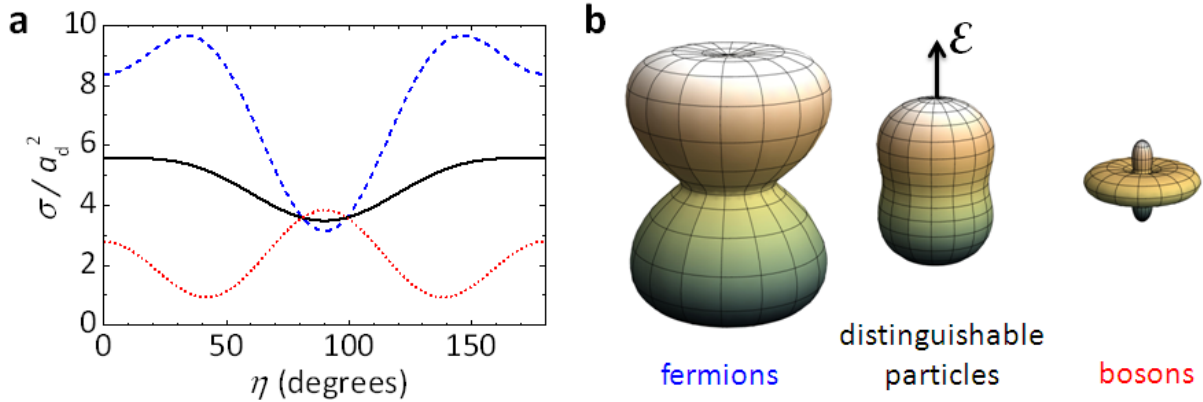 a
b
10
8
6
4
2
0
σ / a_d^2
0
50
100
150
η (degrees)
ℰ
fermions
distinguishable
particles
bosons